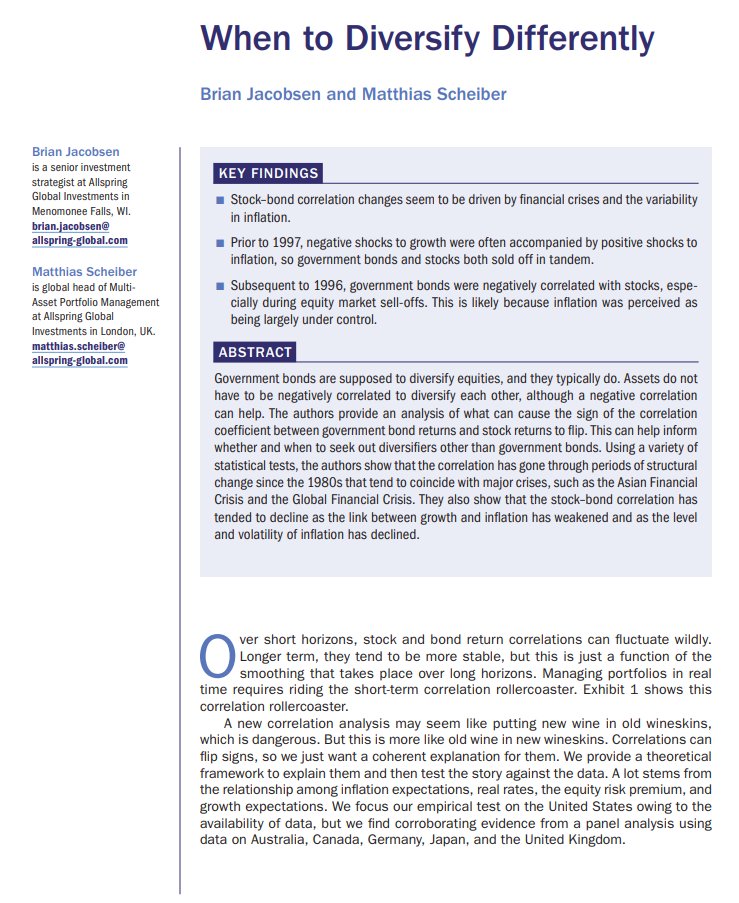 When to Diversify Differently
Brian Jacobsen and Matthias Scheiber
Brian Jacobsen
is a senior investment
strategist at Allspring
Global Investments in
Menomonee Falls, WI.
brian.jacobsen@
allspring-global.com
Matthias Scheiber
is global head of Multi-
Asset Portfolio Management
at Allspring Global
Investments in London, UK.
matthias.scheiber@
allspring-global.com
KEY FINDINGS
■ Stock–bond correlation changes seem to be driven by financial crises and the variability
in inflation.
■ Prior to 1997, negative shocks to growth were often accompanied by positive shocks to
inflation, so government bonds and stocks both sold off in tandem.
■ Subsequent to 1996, government bonds were negatively correlated with stocks, espe-
cially during equity market sell-offs. This is likely because inflation was perceived as
being largely under control.
ABSTRACT
Government bonds are supposed to diversify equities, and they typically do. Assets do not
have to be negatively correlated to diversify each other, although a negative correlation
can help. The authors provide an analysis of what can cause the sign of the correlation
coefficient between government bond returns and stock returns to flip. This can help inform
whether and when to seek out diversifiers other than government bonds. Using a variety of
statistical tests, the authors show that the correlation has gone through periods of structural
change since the 1980s that tend to coincide with major crises, such as the Asian Financial
Crisis and the Global Financial Crisis. They also show that the stock–bond correlation has
tended to decline as the link between growth and inflation has weakened and as the level
and volatility of inflation has declined.
Over short horizons, stock and bond return correlations can fluctuate wildly.
Longer term, they tend to be more stable, but this is just a function of the
smoothing that takes place over long horizons. Managing portfolios in real
time requires riding the short-term correlation rollercoaster. Exhibit 1 shows this
correlation rollercoaster.
A new correlation analysis may seem like putting new wine in old wineskins,
which is dangerous. But this is more like old wine in new wineskins. Correlations can
flip signs, so we just want a coherent explanation for them. We provide a theoretical
framework to explain them and then test the story against the data. A lot stems from
the relationship among inflation expectations, real rates, the equity risk premium, and
growth expectations. We focus our empirical test on the United States owing to the
availability of data, but we find corroborating evidence from a panel analysis using
data on Australia, Canada, Germany, Japan, and the United Kingdom.